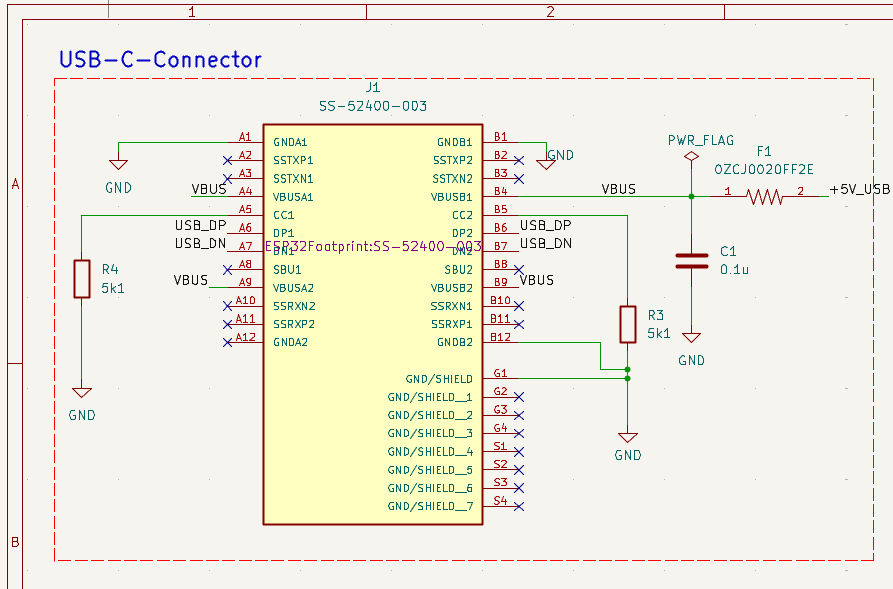 1 2
USB-C-Connector
J1
SS-52400-003
A
B
A1 GNDA1 GNDB1 B1
A2 SSTXP1 SSTXP2 B2
A3 SSTXN1 SSTXN2 B3
VBUS A4 VBUSA1 VBUSB1 B4 VBUS
A5 CC1 CC2 B5
USB_DP A6 DP1 DP2 B6 USB_DP
USB_DN A7 DN1 DN2 B7 USB_DN
ESP32Footprint:SS-52400-003
A8 SBU1 SBU2 B8
VBUS A9 VBUSA2 VBUSB2 B9 VBUS
A10 SSRXN2 SSRXN1 B10
A11 SSRXP2 SSRXP1 B11
A12 GNDA2 GNDB2 B12
GND/SHIELD G1
GND/SHIELD__1 G2
GND/SHIELD__2 G3
GND/SHIELD__3 G4
GND/SHIELD__4 S1
GND/SHIELD__5 S2
GND/SHIELD__6 S3
GND/SHIELD__7 S4
GND
GND
R4
5k1
GND
PWR_FLAG
F1
0ZCJ0020FF2E
1 2
+5V_USB
C1
0.1u
GND
R3
5k1
GND